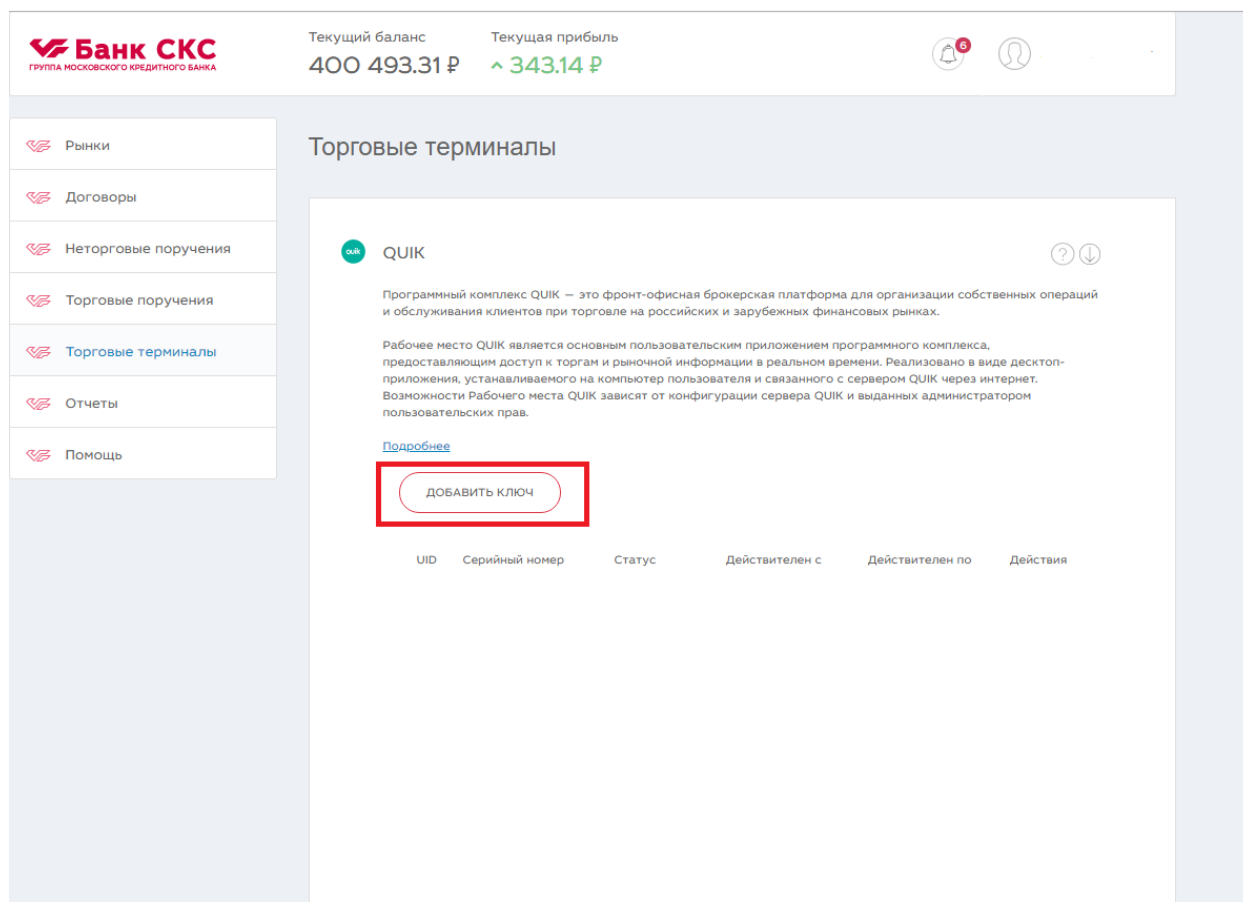 Банк СКС
ГРУППА МОСКОВСКОГО КРЕДИТНОГО БАНКА
Текущий баланс
400 493.31 ₽
Текущая прибыль
343.14 ₽
6
Рынки
Договоры
Неторговые поручения
Торговые поручения
Торговые терминалы
Отчеты
Помощь
Торговые терминалы
quik
QUIK
?
Программный комплекс QUIK — это фронт-офисная брокерская платформа для организации собственных операций
и обслуживания клиентов при торговле на российских и зарубежных финансовых рынках.
Рабочее место QUIK является основным пользовательским приложением программного комплекса,
предоставляющим доступ к торгам и рыночной информации в реальном времени. Реализовано в виде десктоп-
приложения, устанавливаемого на компьютер пользователя и связанного с сервером QUIK через интернет.
Возможности Рабочего места QUIK зависят от конфигурации сервера QUIK и выданных администратором
пользовательских прав.
Подробнее
ДОБАВИТЬ КЛЮЧ
UID Серийный номер Статус Действителен с Действителен по Действия